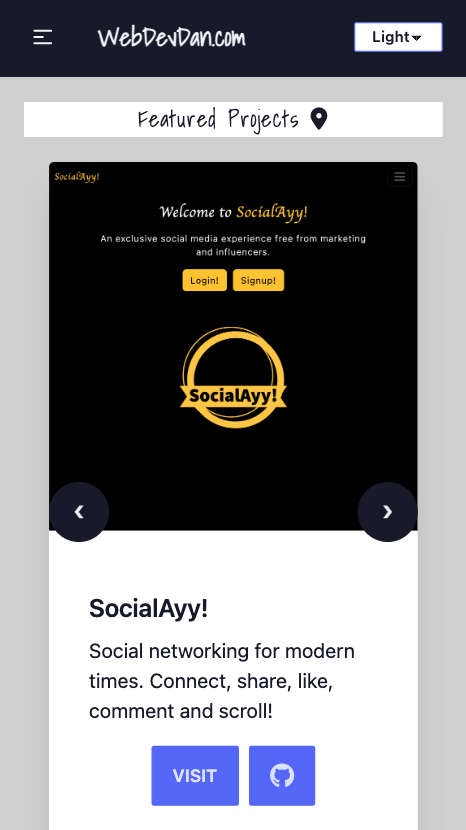 WebDevDan.com
Light
Featured Projects
SocialAyy!
Welcome to SocialAyy!
An exclusive social media experience free from marketing
and influencers.
Login! Signup!
SocialAyy!
‹ ›
SocialAyy!
Social networking for modern
times. Connect, share, like,
comment and scroll!
VISIT